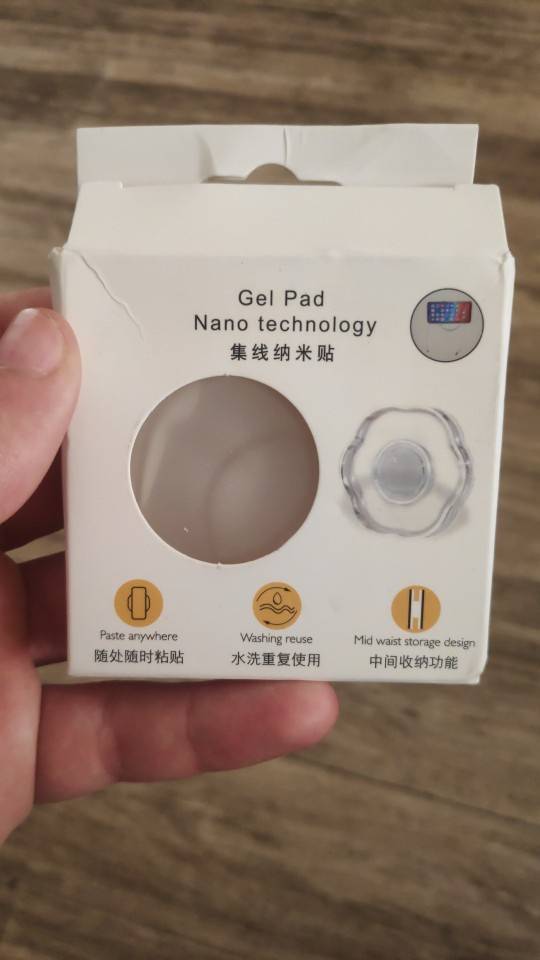 Gel Pad
Nano technology
集线纳米贴
Paste anywhere
随处随时粘贴
Washing reuse
水洗重复使用
Mid waist storage design
中间收纳功能